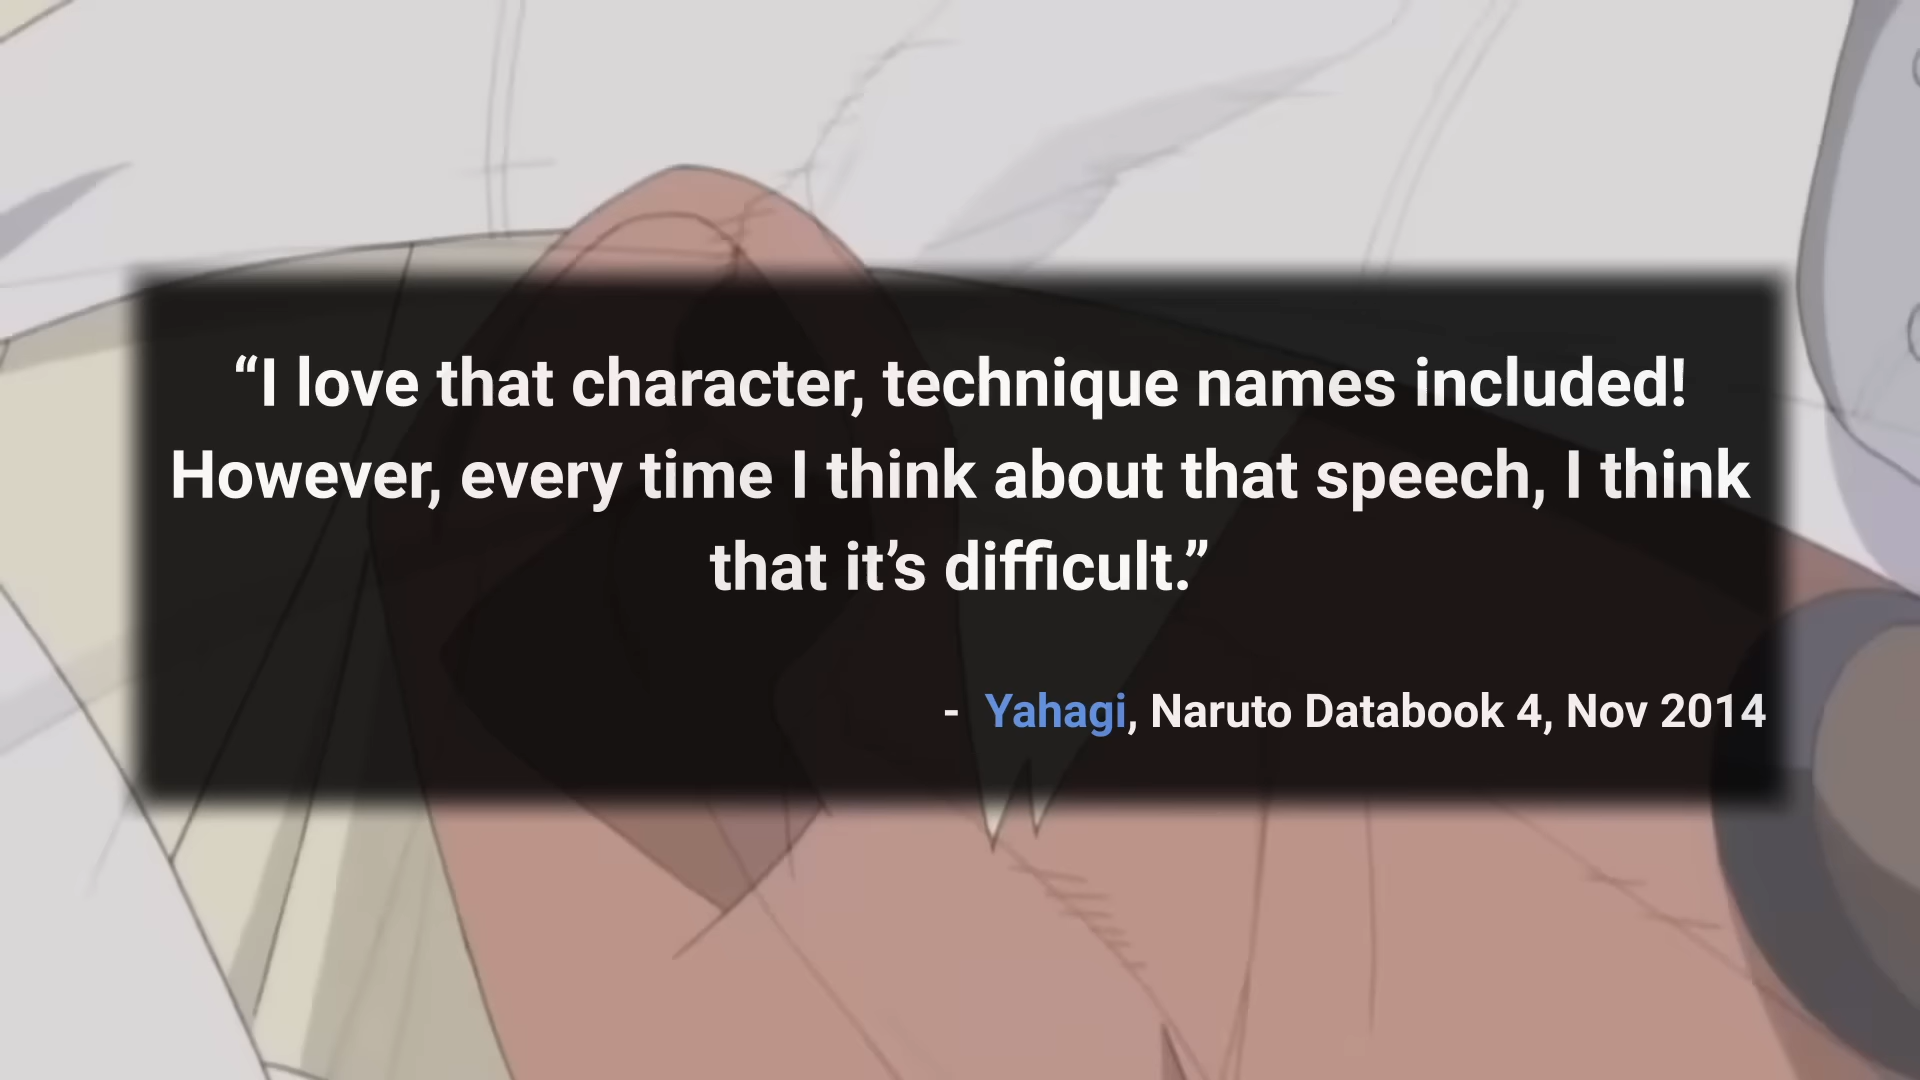 “I love that character, technique names included!
However, every time I think about that speech, I think
that it’s difficult.”
- Yahagi, Naruto Databook 4, Nov 2014